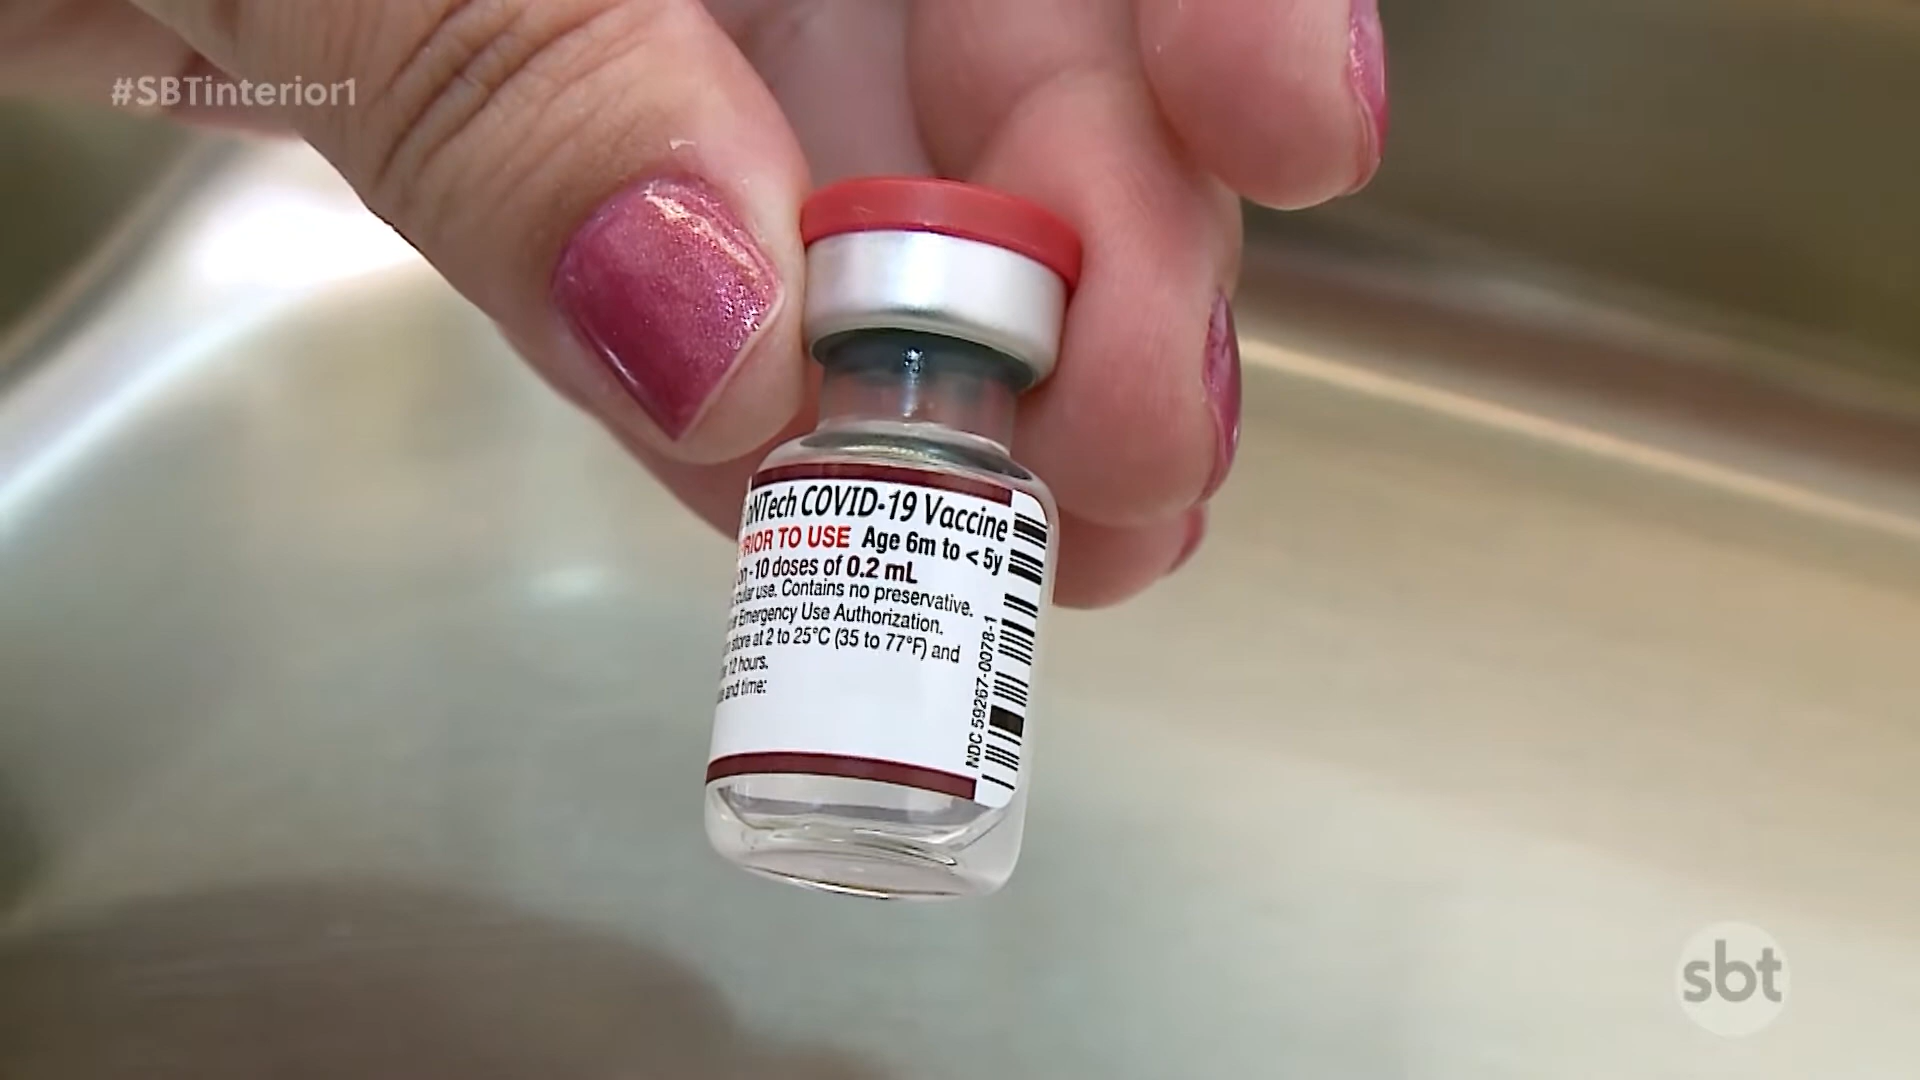 #SBTinterior1
NTech COVID-19 Vaccine
PRIOR TO USE Age 6m to < 5y
10 doses of 0.2 mL
use. Contains no preservative.
Emergency Use Authorization.
store at 2 to 25°C (35 to 77°F) and
12 hours.
and time:
NDC 59267-0078-1
sbt